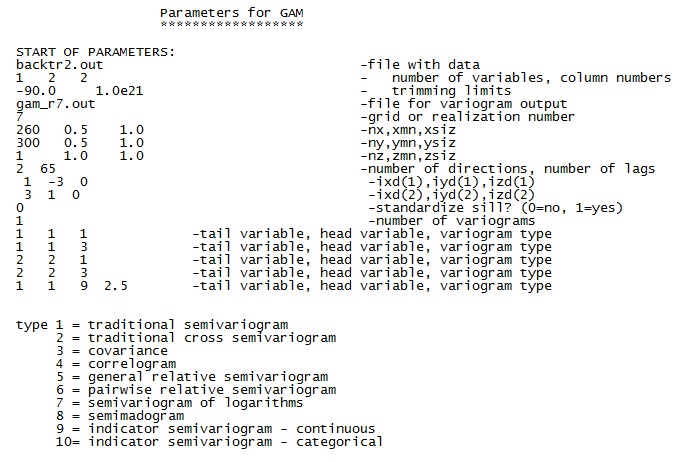 Parameters for GAM
******************
START OF PARAMETERS:
backtr2.out -file with data
1 2 2 - number of variables, column numbers
-90.0 1.0e21 - trimming limits
gam_r7.out -file for variogram output
7 -grid or realization number
260 0.5 1.0 -nx,xmn,xsiz
300 0.5 1.0 -ny,ymn,ysiz
1 1.0 1.0 -nz,zmn,zsiz
2 65 -number of directions, number of lags
1 -3 0 -ixd(1),iyd(1),izd(1)
3 1 0 -ixd(2),iyd(2),izd(2)
0 -standardize sill? (0=no, 1=yes)
1 -number of variograms
1 1 1 -tail variable, head variable, variogram type
1 1 3 -tail variable, head variable, variogram type
2 2 1 -tail variable, head variable, variogram type
2 2 3 -tail variable, head variable, variogram type
1 1 9 2.5 -tail variable, head variable, variogram type
type 1 = traditional semivariogram
2 = traditional cross semivariogram
3 = covariance
4 = correlogram
5 = general relative semivariogram
6 = pairwise relative semivariogram
7 = semivariogram of logarithms
8 = semimadogram
9 = indicator semivariogram - continuous
10= indicator semivariogram - categorical